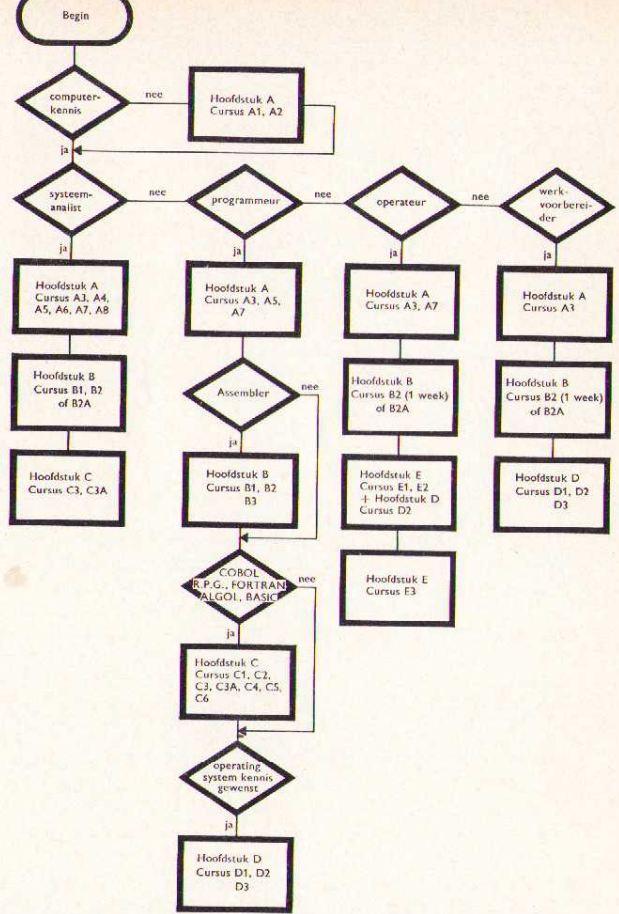 Begin
computer-
kennis
nee
Hoofdstuk A
Cursus A1, A2
ja
systeem-
analist
nee
programmeur
nee
operateur
nee
werk-
voorberei-
der
ja
ja
ja
ja
Hoofdstuk A
Cursus A3, A4,
A5, A6, A7, A8
Hoofdstuk B
Cursus B1, B2
of B2A
Hoofdstuk C
Cursus C3, C3A
Hoofdstuk A
Cursus A3, A5,
A7
Assembler
nee
ja
Hoofdstuk B
Cursus B1, B2
B3
COBOL
R.P.G., FORTRAN
ALGOL, BASIC
nee
ja
Hoofdstuk C
Cursus C1, C2,
C3, C3A, C4, C5,
C6
operating
system kennis
gewenst
ja
Hoofdstuk D
Cursus D1, D2
D3
Hoofdstuk A
Cursus A3, A7
Hoofdstuk B
Cursus B2 (1 week)
of B2A
Hoofdstuk E
Cursus E1, E2
+ Hoofdstuk D
Cursus D2
Hoofdstuk E
Cursus E3
Hoofdstuk A
Cursus A3
Hoofdstuk B
Cursus B2 (1 week)
of B2A
Hoofdstuk D
Cursus D1, D2
D3